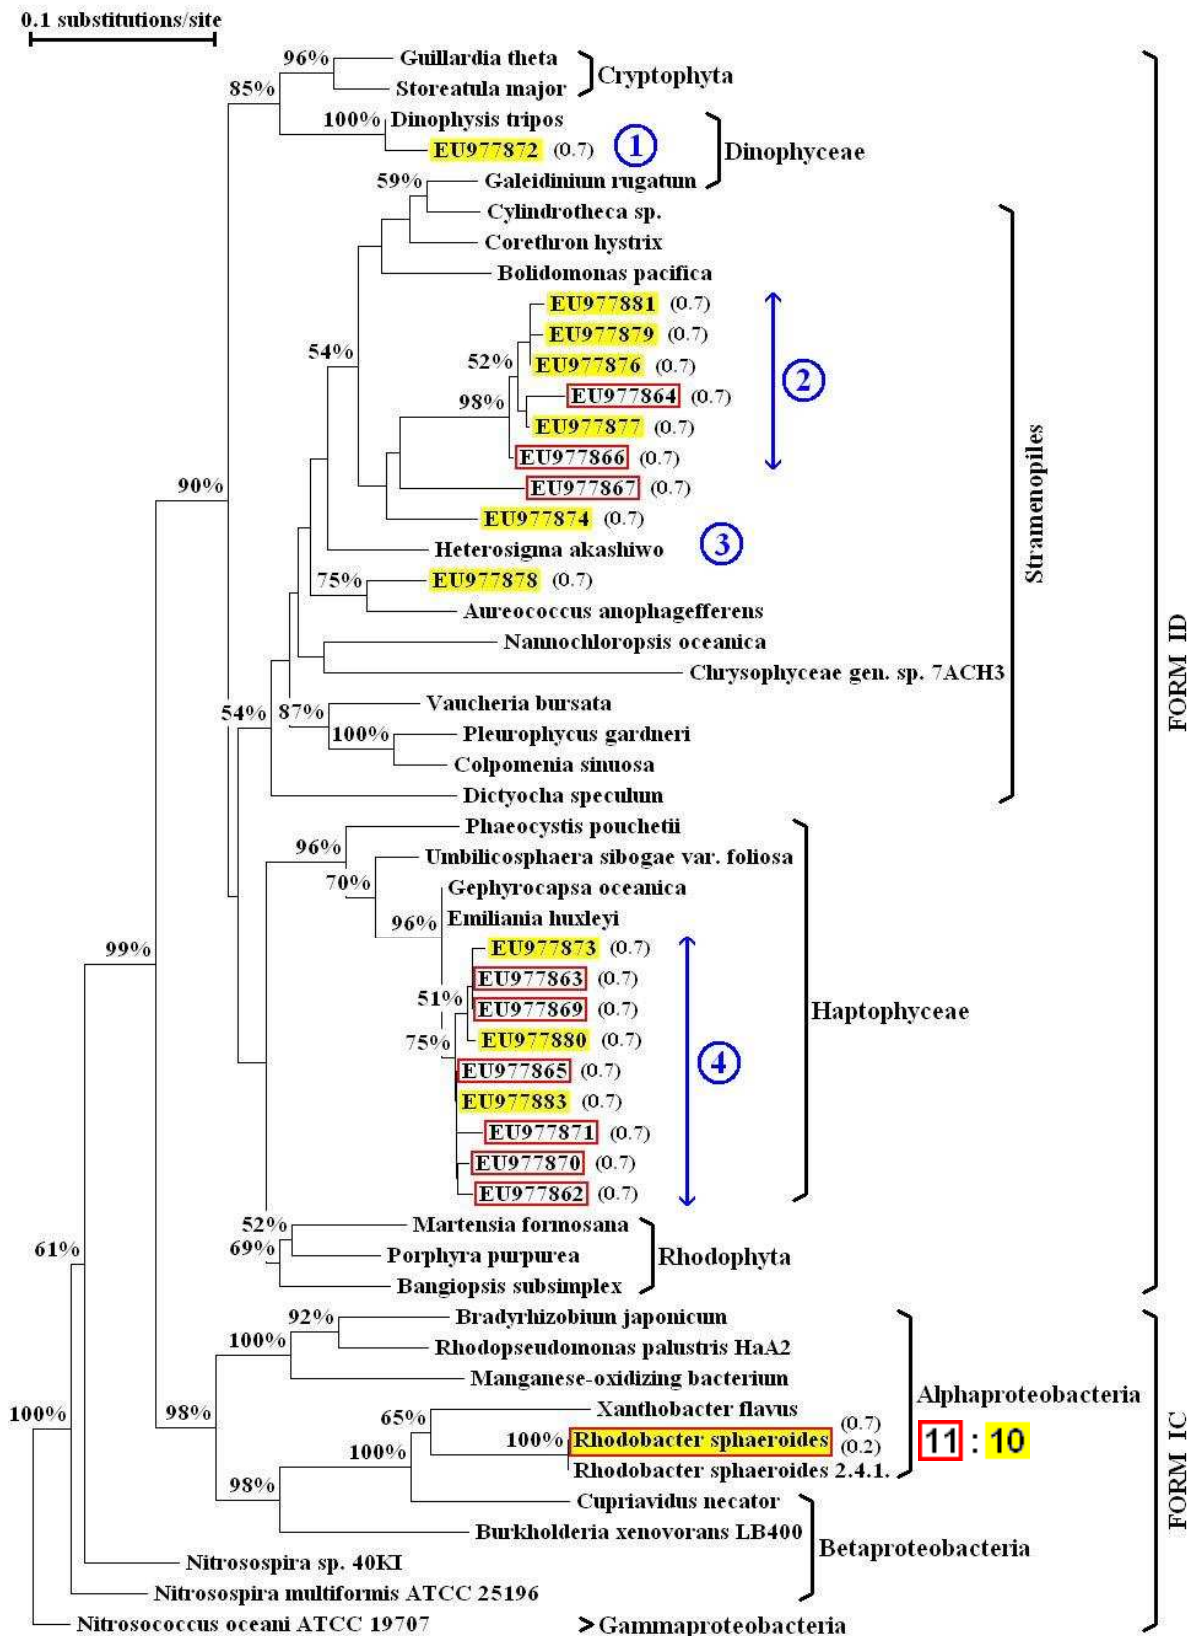 0.1 substitutions/site
96% Guillardia theta
Cryptophyta
85% Storeatula major
100% Dinophysis tripos
EU977872 (0.7) 1 Dinophyceae
59% Galeidinium rugatum
Cylindrotheca sp.
Corethron hystrix
Bolidomonas pacifica
EU977881 (0.7)
EU977879 (0.7)
54% 52% EU977876 (0.7) 2
98% EU977864 (0.7)
EU977877 (0.7)
EU977866 (0.7)
90% EU977867 (0.7)
EU977874 (0.7)
Heterosigma akashiwo 3
75% EU977878 (0.7)
Aureococcus anophagefferens
Nannochloropsis oceanica
Chrysophyceae gen. sp. 7ACH3
Stramenopiles
54% 87% Vaucheria bursata
100% Pleurophycus gardneri
Colpomenia sinuosa
Dictyocha speculum
FORM ID
Phaeocystis pouchetii
96% Umbilicosphaera sibogae var. foliosa
70% Gephyrocapsa oceanica
96% Emiliania huxleyi
99% EU977873 (0.7)
EU977863 (0.7)
51% EU977869 (0.7) Haptophyceae
75% EU977880 (0.7)
EU977865 (0.7) 4
EU977883 (0.7)
EU977871 (0.7)
EU977870 (0.7)
EU977862 (0.7)
52% Martensia formosana
61% 69% Porphyra purpurea Rhodophyta
Bangiopsis subsimplex
92% Bradyrhizobium japonicum
100% Rhodopseudomonas palustris HaA2
Manganese-oxidizing bacterium
Alphaproteobacteria
100% 98% 65% Xanthobacter flavus
(0.7)
100% Rhodobacter sphaeroides (0.2) 11 : 10
100% Rhodobacter sphaeroides 2.4.1.
98% Cupriavidus necator
Burkholderia xenovorans LB400
Betaproteobacteria
Nitrosospira sp. 40KI
Nitrosospira multiformis ATCC 25196
Nitrosococcus oceani ATCC 19707 Gammaproteobacteria
FORM IC